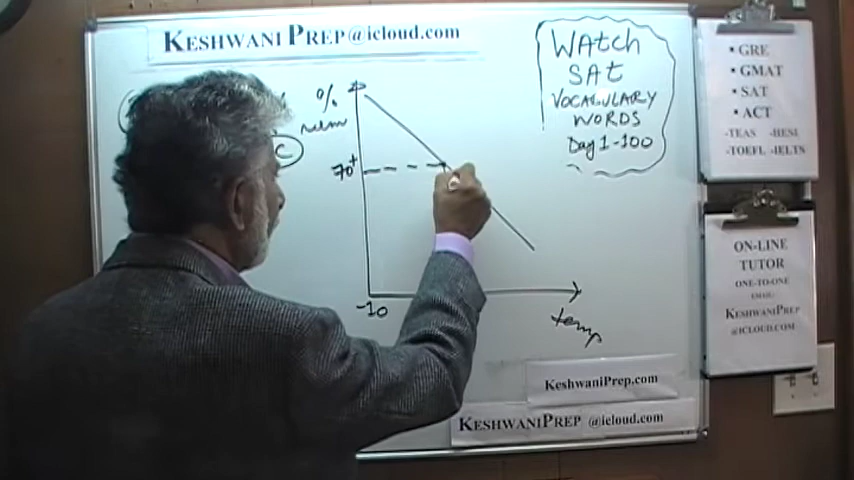 KESHWANI PREP@icloud.com
WAtch
SAt
VOCABULARY
WORDS
Day 1-100
%
C
70+
-10
temp
▪ GRE
▪ GMAT
▪ SAT
▪ ACT
-TEAS -HESI
-TOEFL -IELTS
ON-LINE
TUTOR
ONE-TO-ONE
EMAIL:
KESHWANIPREP
@ICLOUD.COM
KeshwaniPrep.com
KESHWANIPREP @icloud.com